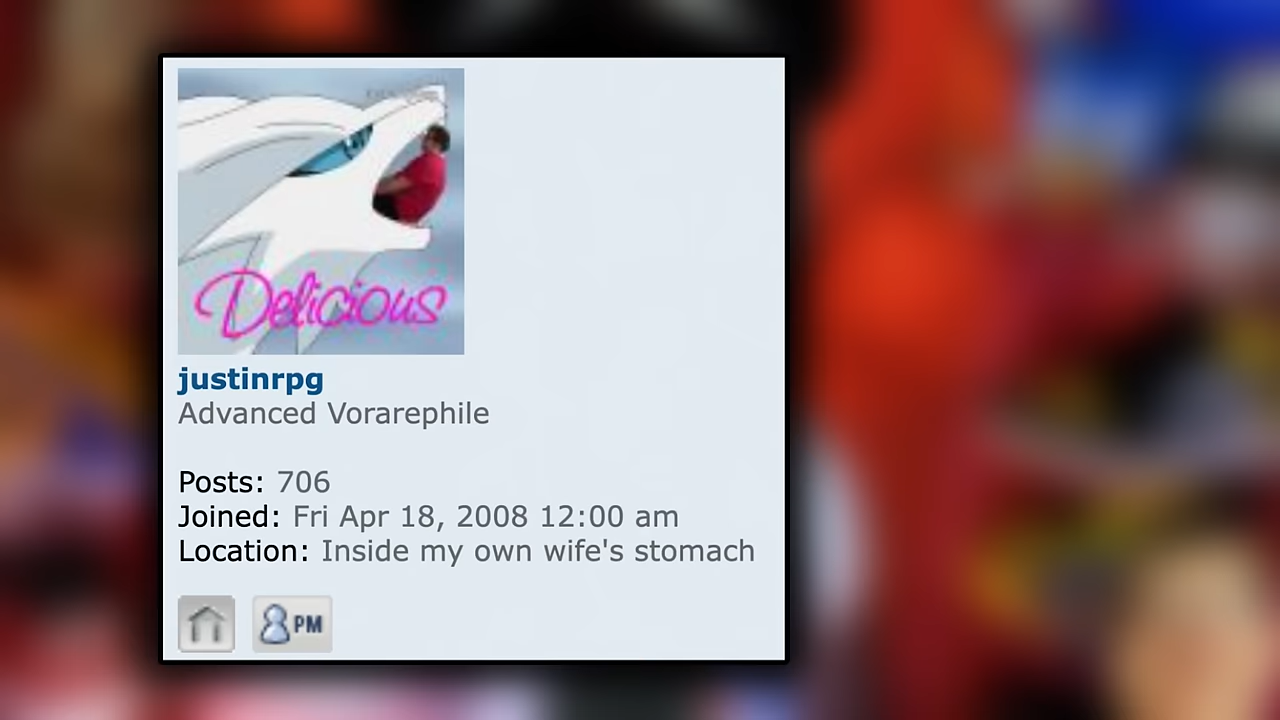 Delicious
justinrpg
Advanced Vorarephile
Posts: 706
Joined: Fri Apr 18, 2008 12:00 am
Location: Inside my own wife's stomach
PM